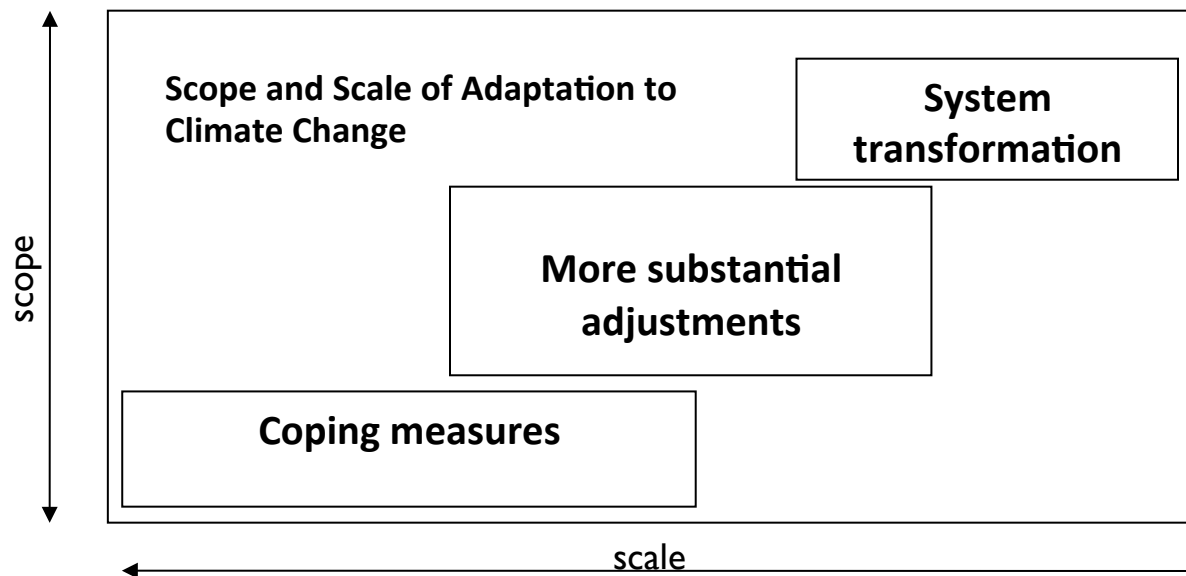 Scope and Scale of Adaptation to
Climate Change
System
transformation
More substantial
adjustments
Coping measures
scope
scale